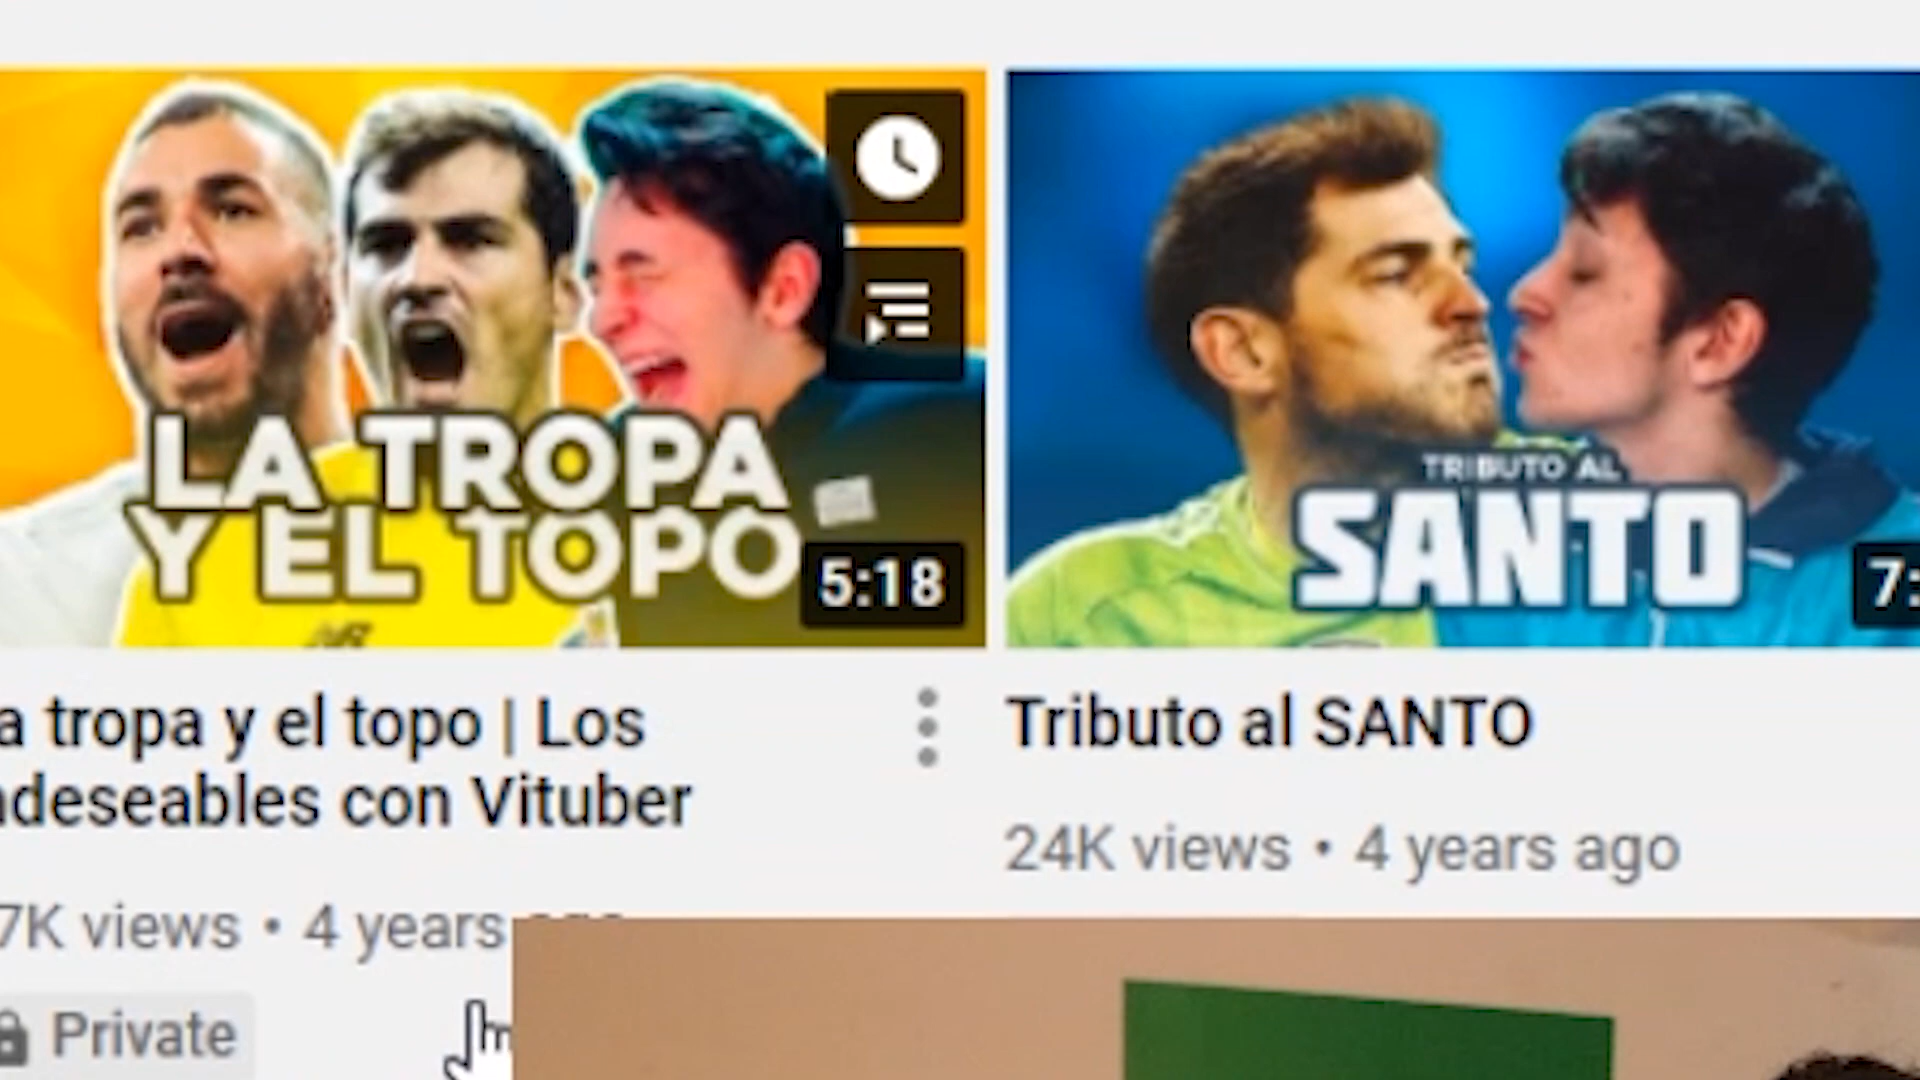 LA TROPA
Y EL TOPO
5:18
TRIBUTO AL
SANTO
7:
a tropa y el topo | Los
ndeseables con Vituber
7K views • 4 years
Private
Tributo al SANTO
24K views • 4 years ago